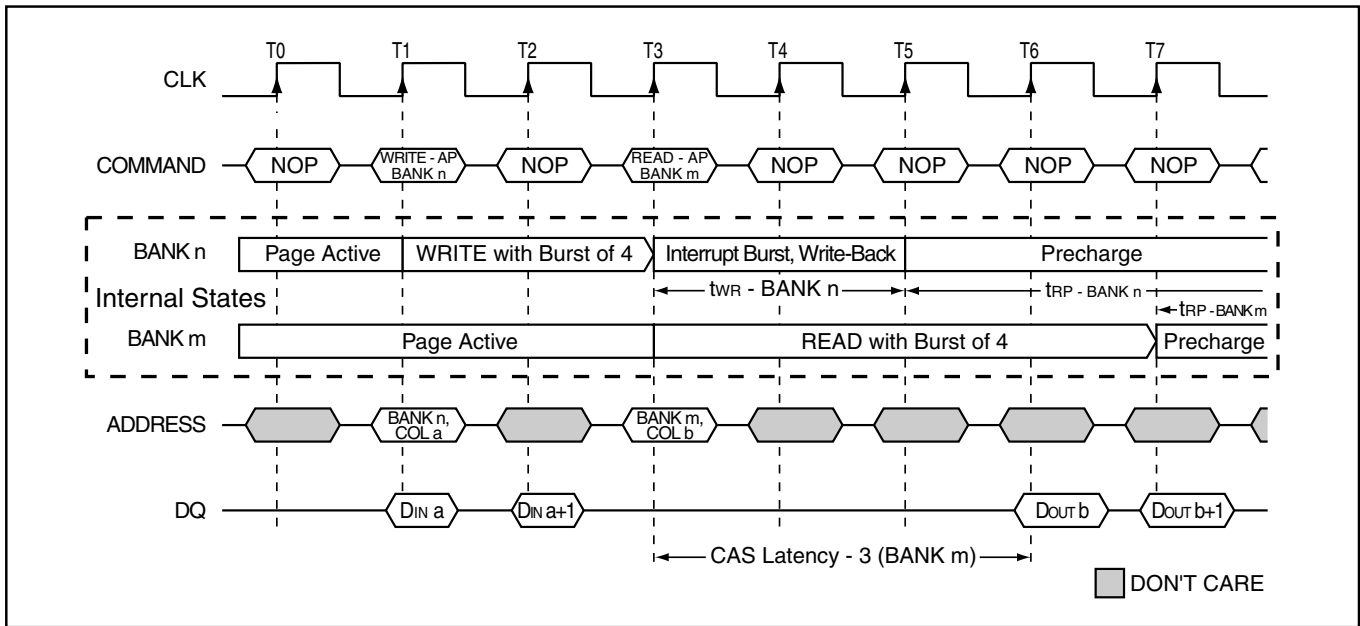 T0 T1 T2 T3 T4 T5 T6 T7
CLK
COMMAND NOP WRITE - AP BANK n NOP READ - AP BANK m NOP NOP NOP NOP
BANK n Page Active WRITE with Burst of 4 Interrupt Burst, Write-Back Precharge
tWR - BANK n tRP - BANK n
Internal States
tRP - BANK m
BANK m Page Active READ with Burst of 4 Precharge
ADDRESS BANK n, COL a BANK m, COL b
DQ DIN a DIN a+1 DOUT b DOUT b+1
CAS Latency - 3 (BANK m)
DON'T CARE